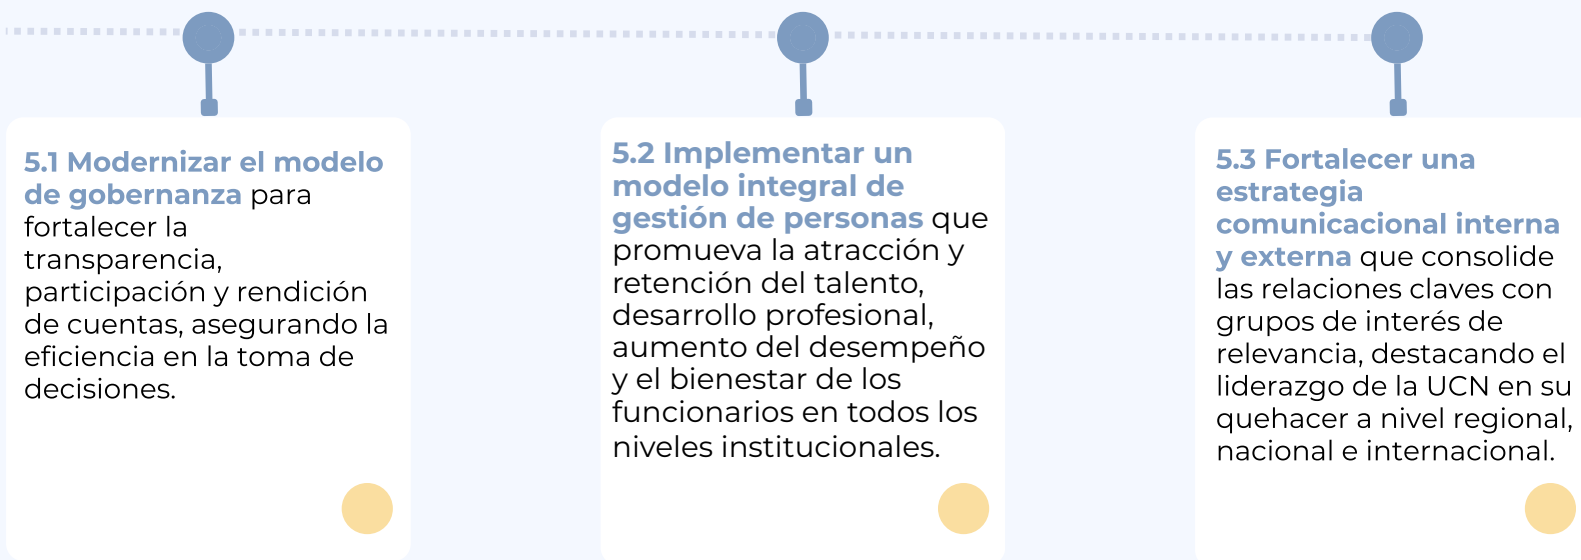 5.1 Modernizar el modelo
de gobernanza para
fortalecer la
transparencia,
participación y rendición
de cuentas, asegurando la
eficiencia en la toma de
decisiones.
5.2 Implementar un
modelo integral de
gestión de personas que
promueva la atracción y
retención del talento,
desarrollo profesional,
aumento del desempeño
y el bienestar de los
funcionarios en todos los
niveles institucionales.
5.3 Fortalecer una
estrategia
comunicacional interna
y externa que consolide
las relaciones claves con
grupos de interés de
relevancia, destacando el
liderazgo de la UCN en su
quehacer a nivel regional,
nacional e internacional.